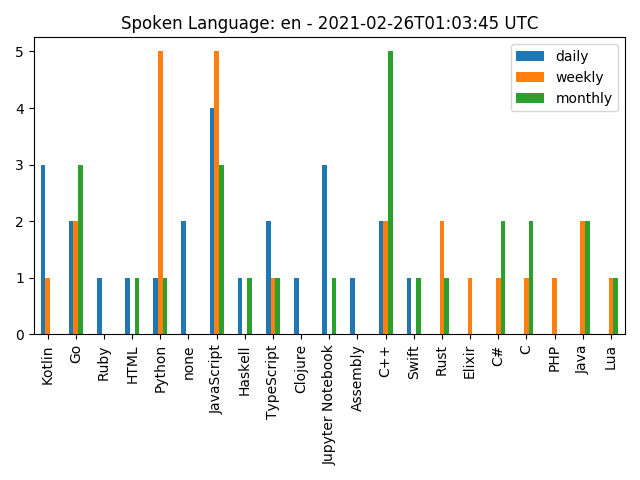 Spoken Language: en - 2021-02-26T01:03:45 UTC
daily
weekly
monthly
5
4
3
2
1
0
Kotlin
Go
Ruby
HTML
Python
none
JavaScript
Haskell
TypeScript
Clojure
Jupyter Notebook
Assembly
C++
Swift
Rust
Elixir
C#
C
PHP
Java
Lua